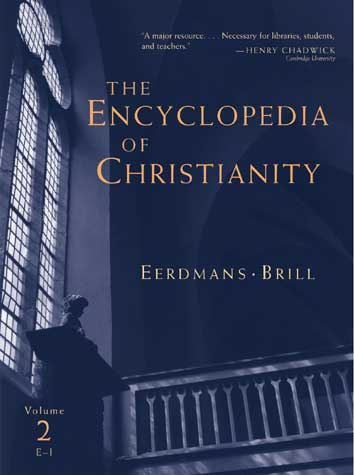 "A major resource. . . . Necessary for libraries, students,
and teachers."
—HENRY CHADWICK
Cambridge University
THE
ENCYCLOPEDIA
OF
CHRISTIANITY
EERDMANS · BRILL
Volume
2
E–I